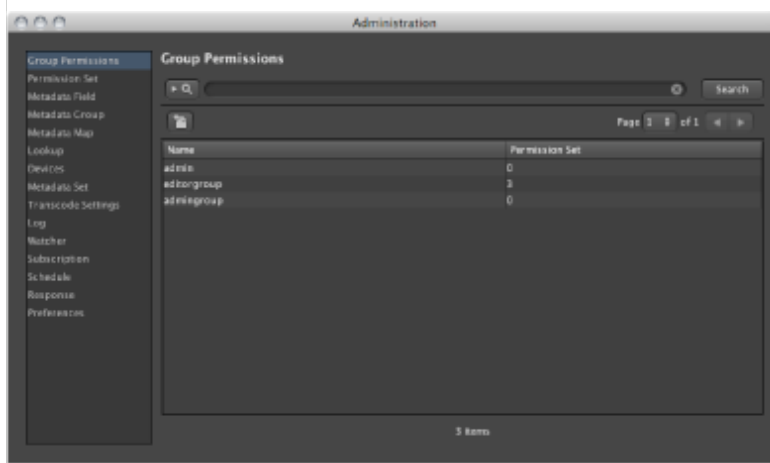 Administration
Group Permissions
Permission Set
Metadata Field
Metadata Group
Metadata Map
Lookup
Devices
Metadata Set
Transcode Settings
Log
Watcher
Subscription
Schedule
Response
Preferences
Group Permissions
Search
Page 1 of 1
Name Permission Set
admin 0
editorgroup 3
admingroup 0
3 items